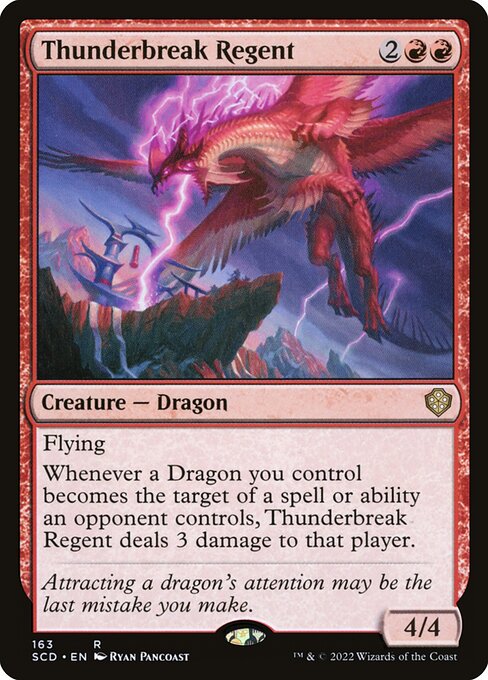 Thunderbreak Regent 2
Creature — Dragon
Flying
Whenever a Dragon you control
becomes the target of a spell or ability
an opponent controls, Thunderbreak
Regent deals 3 damage to that player.
Attracting a dragon's attention may be the
last mistake you make.
4/4
163 R
SCD • EN Ryan Pancoast
™ & © 2022 Wizards of the Coast